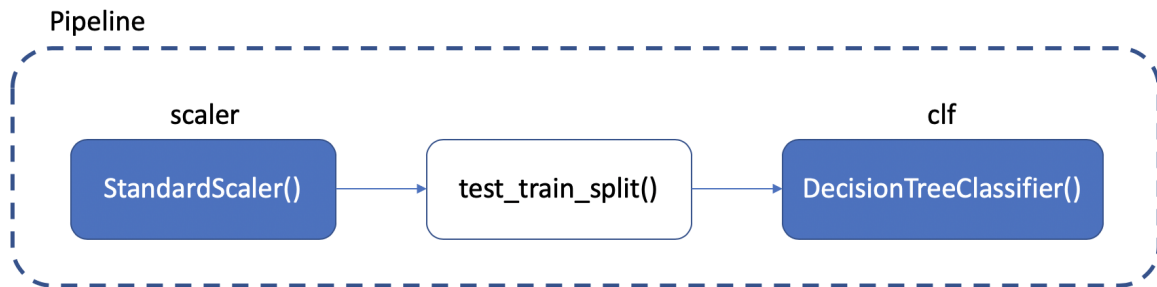 Pipeline
scaler
clf
StandardScaler()
test_train_split()
DecisionTreeClassifier()